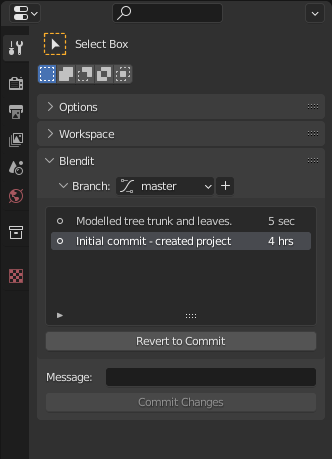 Select Box
Options
Workspace
Blendit
Branch: master
Modelled tree trunk and leaves. 5 sec
Initial commit - created project 4 hrs
Revert to Commit
Message:
Commit Changes